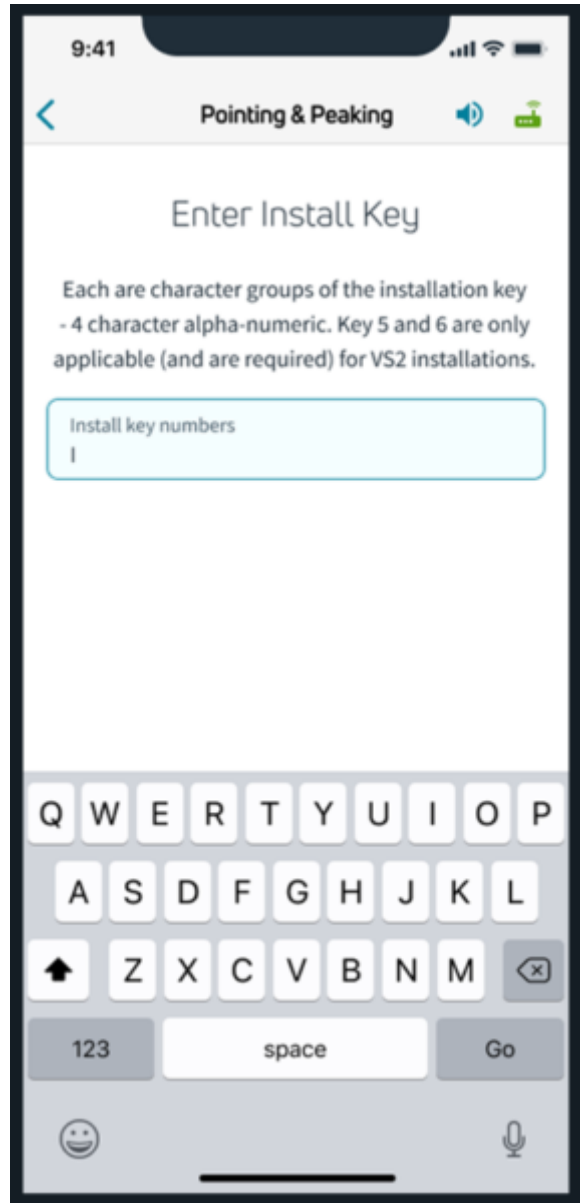 9:41
Pointing & Peaking
Enter Install Key
Each are character groups of the installation key
- 4 character alpha-numeric. Key 5 and 6 are only
applicable (and are required) for VS2 installations.
Install key numbers
Q W E R T Y U I O P
A S D F G H J K L
Z X C V B N M
123 space Go